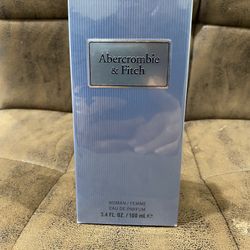 Abercrombie
& Fitch
WOMAN / FEMME
EAU DE PARFUM
3.4 FL. OZ. / 100 mL ℮